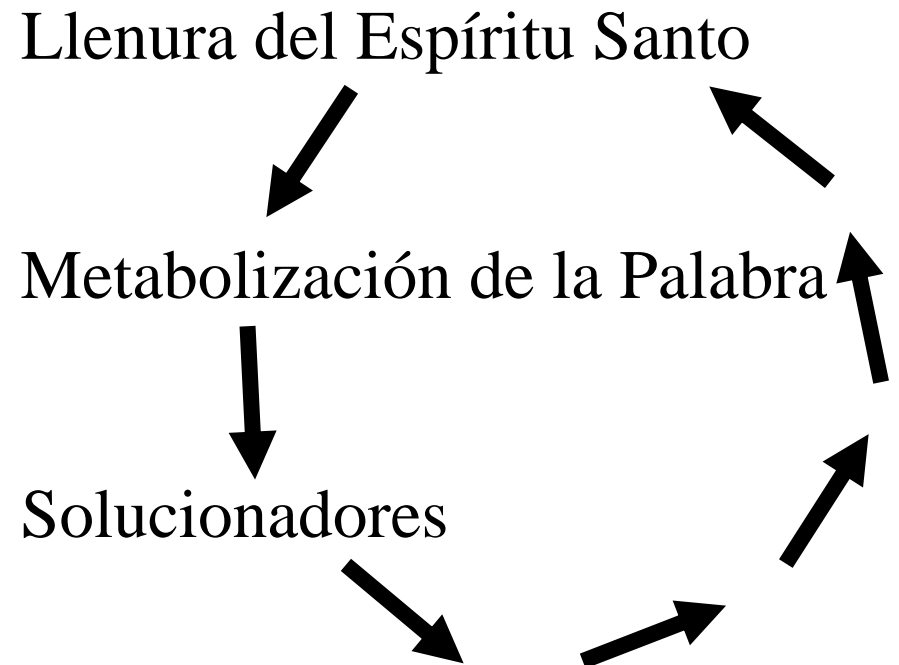 Llenura del Espíritu Santo
Metabolización de la Palabra
Solucionadores